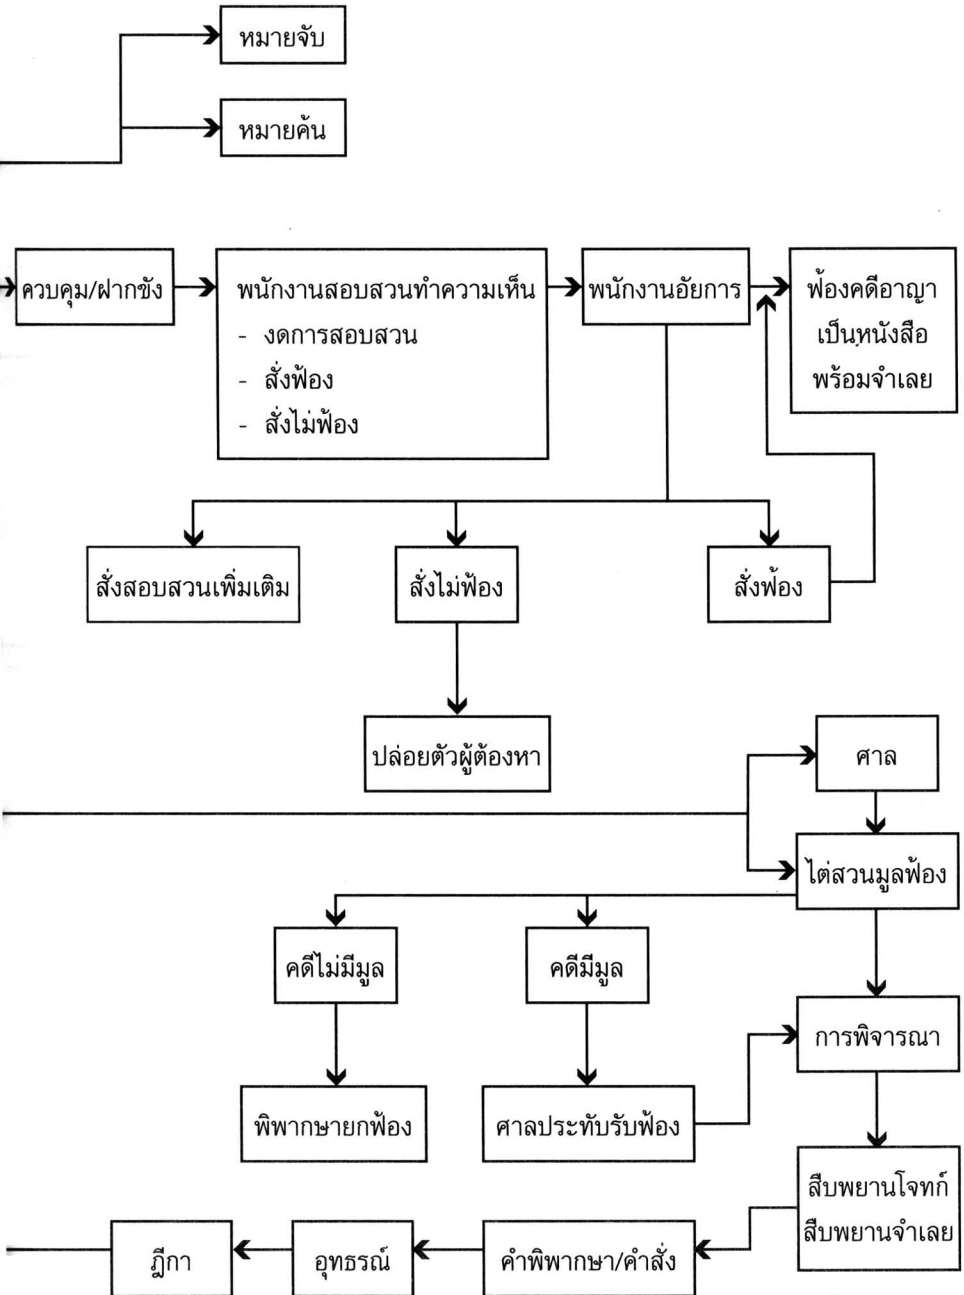 หมายจับ
หมายค้น
ควบคุม/ฝากขัง
พนักงานสอบสวนทำความเห็น
- งดการสอบสวน
- สั่งฟ้อง
- สั่งไม่ฟ้อง
พนักงานอัยการ
ฟ้องคดีอาญา
เป็นหนังสือ
พร้อมจำเลย
สั่งสอบสวนเพิ่มเติม
สั่งไม่ฟ้อง
สั่งฟ้อง
ปล่อยตัวผู้ต้องหา
ศาล
ไต่สวนมูลฟ้อง
คดีไม่มีมูล
คดีมีมูล
การพิจารณา
พิพากษายกฟ้อง
ศาลประทับรับฟ้อง
สืบพยานโจทก์
สืบพยานจำเลย
ฎีกา
อุทธรณ์
คำพิพากษา/คำสั่ง